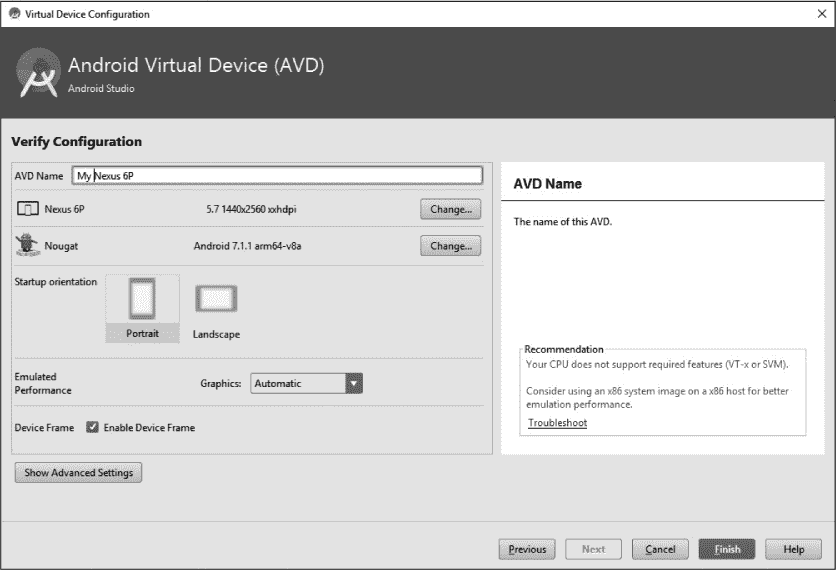 Virtual Device Configuration
Android Virtual Device (AVD)
Android Studio
Verify Configuration
AVD Name My Nexus 6P
Nexus 6P 5.7 1440x2560 xxhdpi Change...
Nougat Android 7.1.1 arm64-v8a Change...
Startup orientation
Portrait Landscape
Emulated
Performance
Graphics: Automatic
Device Frame Enable Device Frame
Show Advanced Settings
AVD Name
The name of this AVD.
Recommendation
Your CPU does not support required features (VT-x or SVM).
Consider using an x86 system image on a x86 host for better
emulation performance.
Troubleshoot
Previous Next Cancel Finish Help